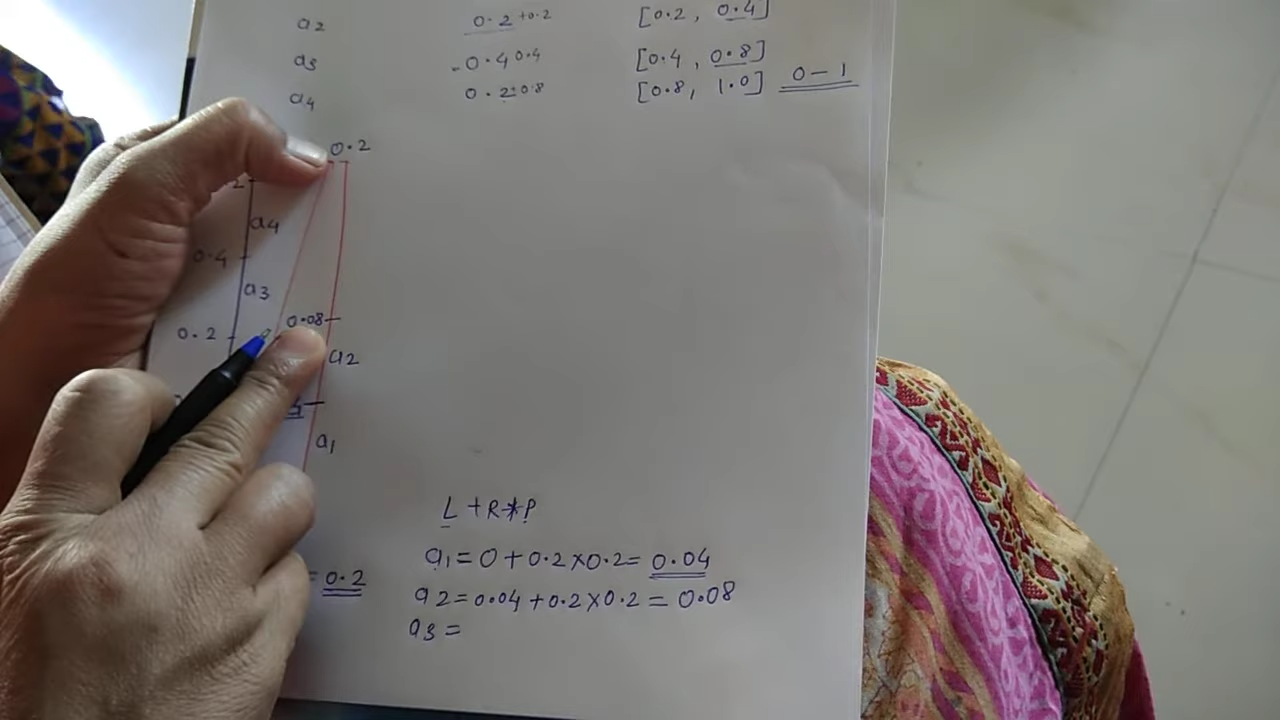 a2 0.2+0.2 [0.2, 0.4]
a3 0.4 0.4 [0.4, 0.8]
a4 0.2+0.8 [0.8, 1.0] 0-1
0.2
a4
0.4
a3
0.08
0.2
a2
a1
L + R*P
a1 = 0 + 0.2×0.2 = 0.04
= 0.2
a2 = 0.04 + 0.2×0.2 = 0.08
a3 =